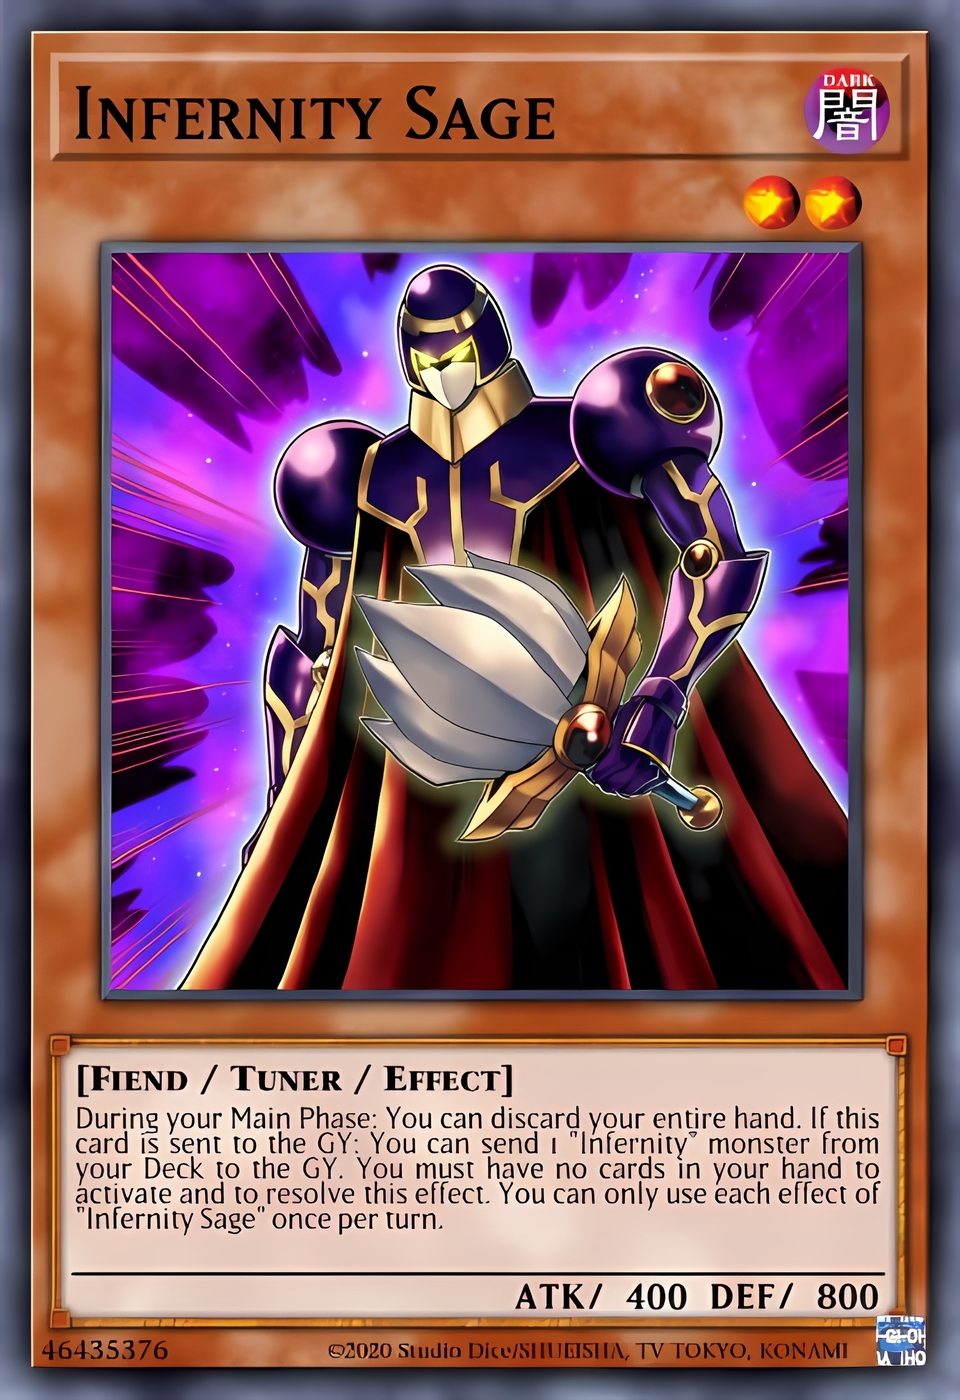 Infernity Sage
DARK
闇
[Fiend / Tuner / Effect]
During your Main Phase: You can discard your entire hand. If this
card is sent to the GY: You can send 1 "Infernity" monster from
your Deck to the GY. You must have no cards in your hand to
activate and to resolve this effect. You can only use each effect of
"Infernity Sage" once per turn.
ATK/ 400 DEF/ 800
46435376
©2020 Studio Dice/SHUEISHA, TV TOKYO, KONAMI